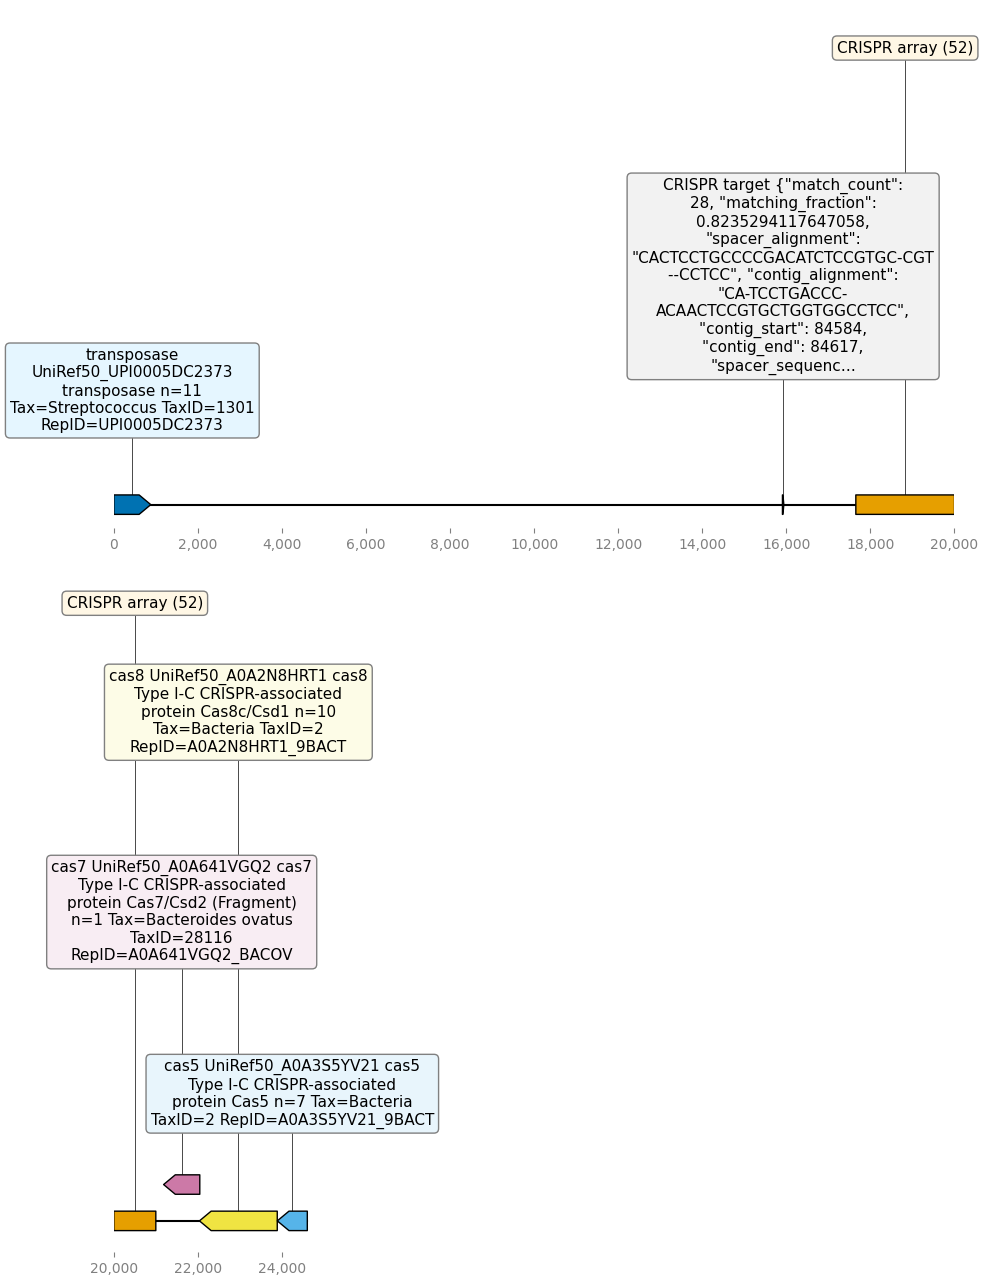 CRISPR array (52)
CRISPR target {"match_count":
28, "matching_fraction":
0.8235294117647058,
"spacer_alignment":
"CACTCCTGCCCCGACATCTCCGTGC-CGT
--CCTCC", "contig_alignment":
"CA-TCCTGACCC-
ACAACTCCGTGCTGGTGGCCTCC",
"contig_start": 84584,
"contig_end": 84617,
"spacer_sequenc...
transposase
UniRef50_UPI0005DC2373
transposase n=11
Tax=Streptococcus TaxID=1301
RepID=UPI0005DC2373
0 2,000 4,000 6,000 8,000 10,000 12,000 14,000 16,000 18,000 20,000
CRISPR array (52)
cas8 UniRef50_A0A2N8HRT1 cas8
Type I-C CRISPR-associated
protein Cas8c/Csd1 n=10
Tax=Bacteria TaxID=2
RepID=A0A2N8HRT1_9BACT
cas7 UniRef50_A0A641VGQ2 cas7
Type I-C CRISPR-associated
protein Cas7/Csd2 (Fragment)
n=1 Tax=Bacteroides ovatus
TaxID=28116
RepID=A0A641VGQ2_BACOV
cas5 UniRef50_A0A3S5YV21 cas5
Type I-C CRISPR-associated
protein Cas5 n=7 Tax=Bacteria
TaxID=2 RepID=A0A3S5YV21_9BACT
20,000 22,000 24,000